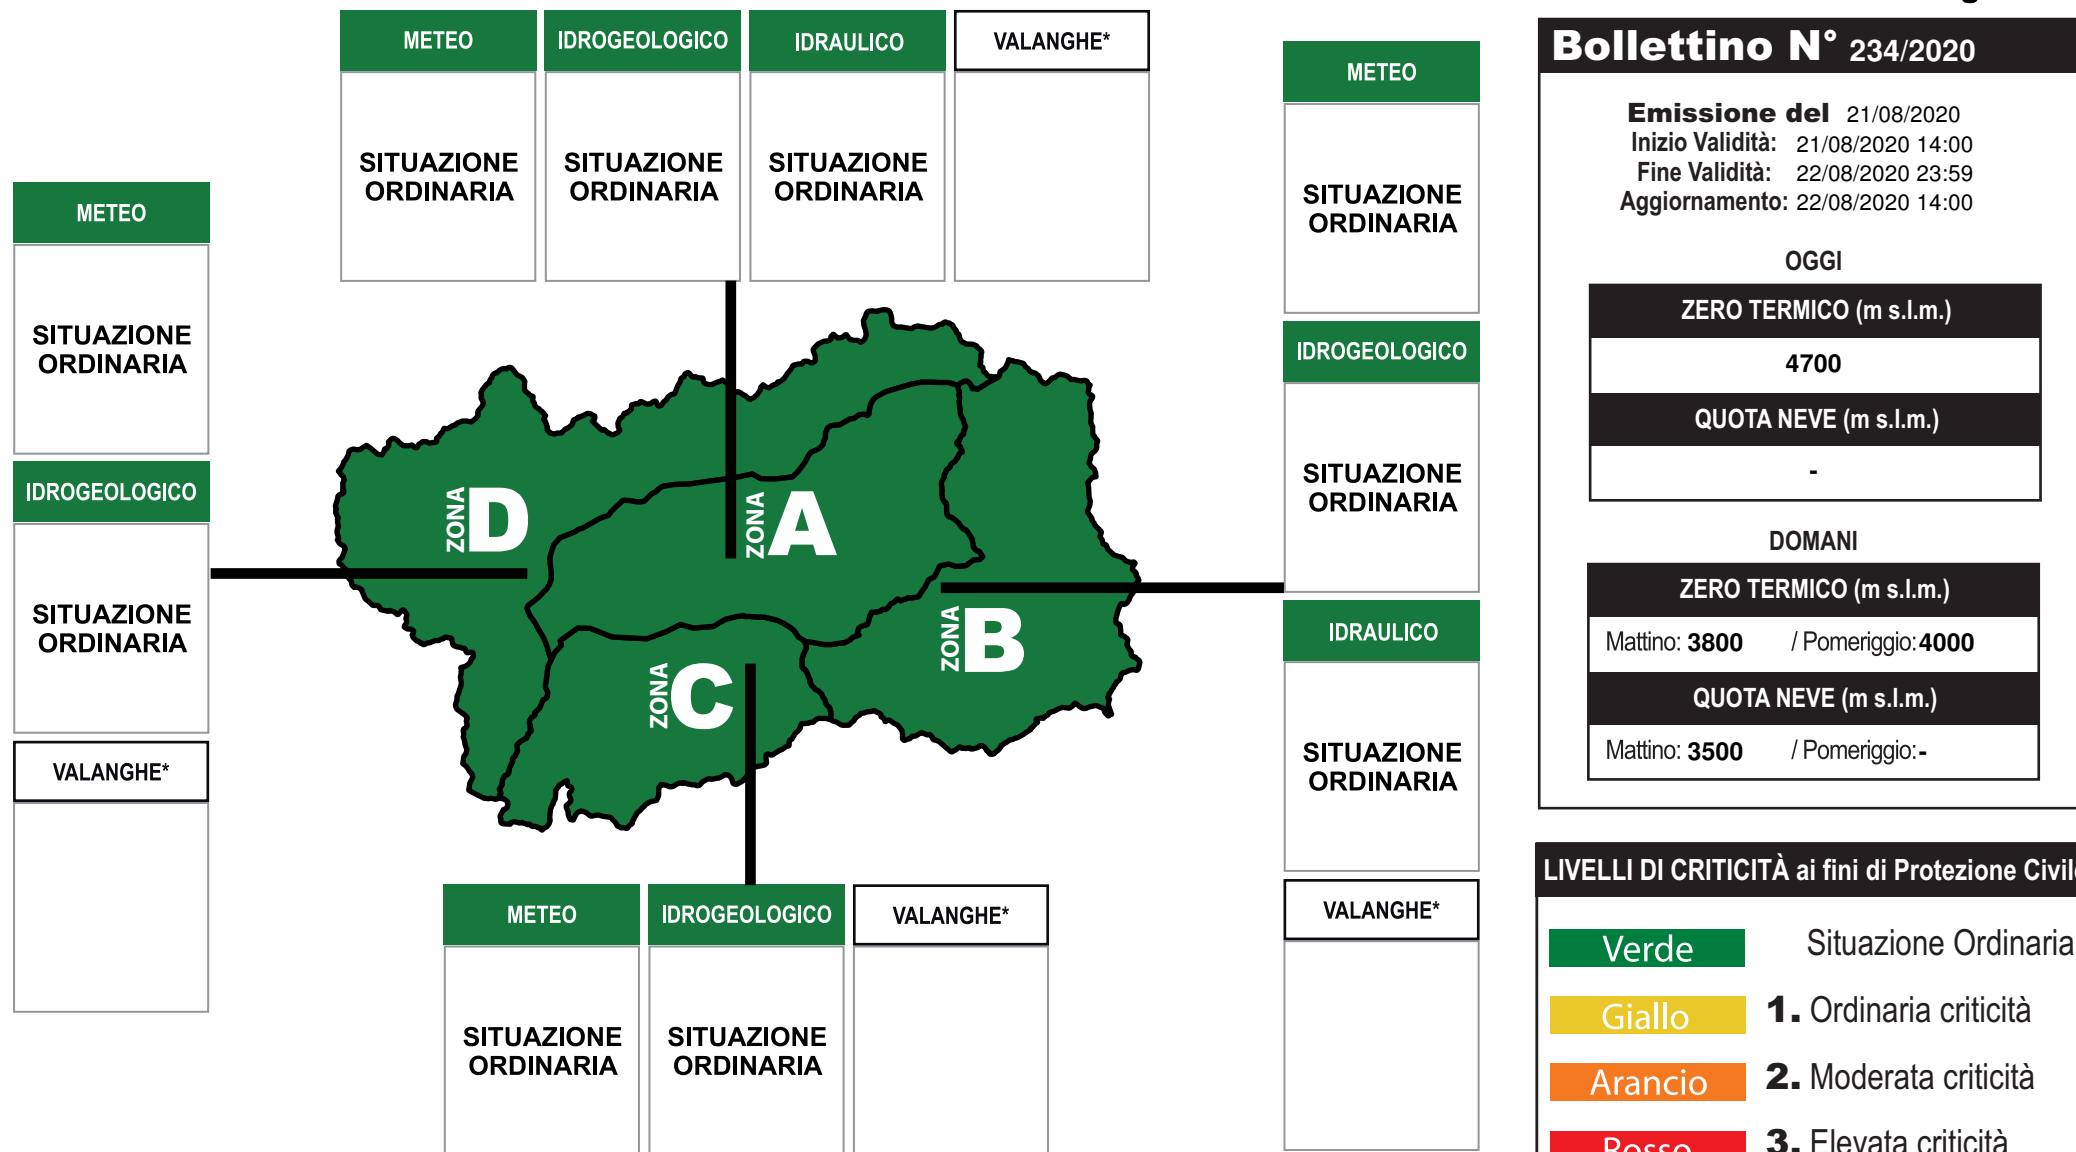 METEO IDROGEOLOGICO IDRAULICO VALANGHE*
SITUAZIONE ORDINARIA
SITUAZIONE ORDINARIA
SITUAZIONE ORDINARIA
METEO
SITUAZIONE
ORDINARIA
IDROGEOLOGICO
SITUAZIONE
ORDINARIA
VALANGHE*
ZONA D
ZONA A
ZONA B
ZONA C
METEO
SITUAZIONE
ORDINARIA
IDROGEOLOGICO
SITUAZIONE
ORDINARIA
IDRAULICO
SITUAZIONE
ORDINARIA
VALANGHE*
METEO IDROGEOLOGICO VALANGHE*
SITUAZIONE ORDINARIA
SITUAZIONE ORDINARIA
Bollettino N° 234/2020
Emissione del 21/08/2020
Inizio Validità: 21/08/2020 14:00
Fine Validità: 22/08/2020 23:59
Aggiornamento: 22/08/2020 14:00
OGGI
ZERO TERMICO (m s.l.m.)
4700
QUOTA NEVE (m s.l.m.)
-
DOMANI
ZERO TERMICO (m s.l.m.)
Mattino: 3800 / Pomeriggio: 4000
QUOTA NEVE (m s.l.m.)
Mattino: 3500 / Pomeriggio: -
LIVELLI DI CRITICITÀ ai fini di Protezione Civile
Verde Situazione Ordinaria
Giallo 1. Ordinaria criticità
Arancio 2. Moderata criticità
Rosso 3. Elevata criticità